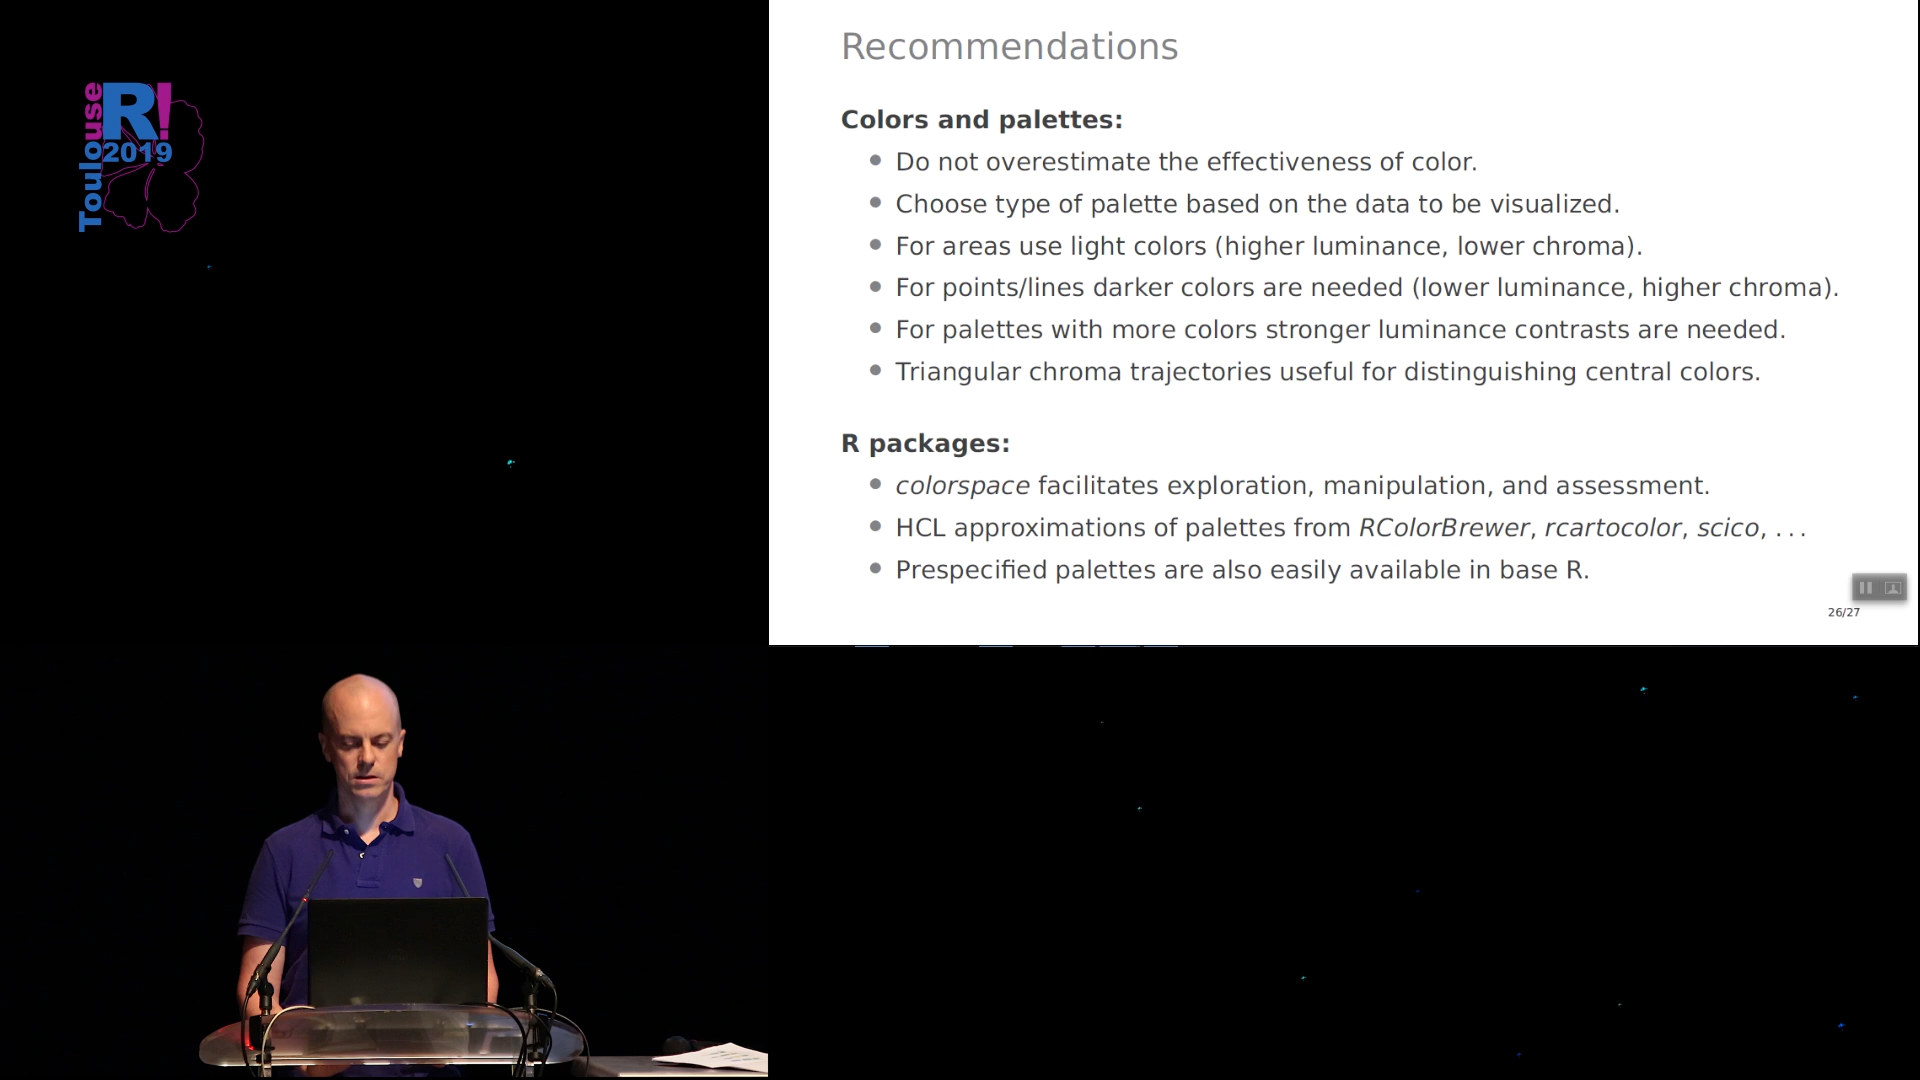 Toulouse
R!
2019
Recommendations
Colors and palettes:
Do not overestimate the effectiveness of color.
Choose type of palette based on the data to be visualized.
For areas use light colors (higher luminance, lower chroma).
For points/lines darker colors are needed (lower luminance, higher chroma).
For palettes with more colors stronger luminance contrasts are needed.
Triangular chroma trajectories useful for distinguishing central colors.
R packages:
colorspace facilitates exploration, manipulation, and assessment.
HCL approximations of palettes from RColorBrewer, rcartocolor, scico, . . .
Prespecified palettes are also easily available in base R.
26/27